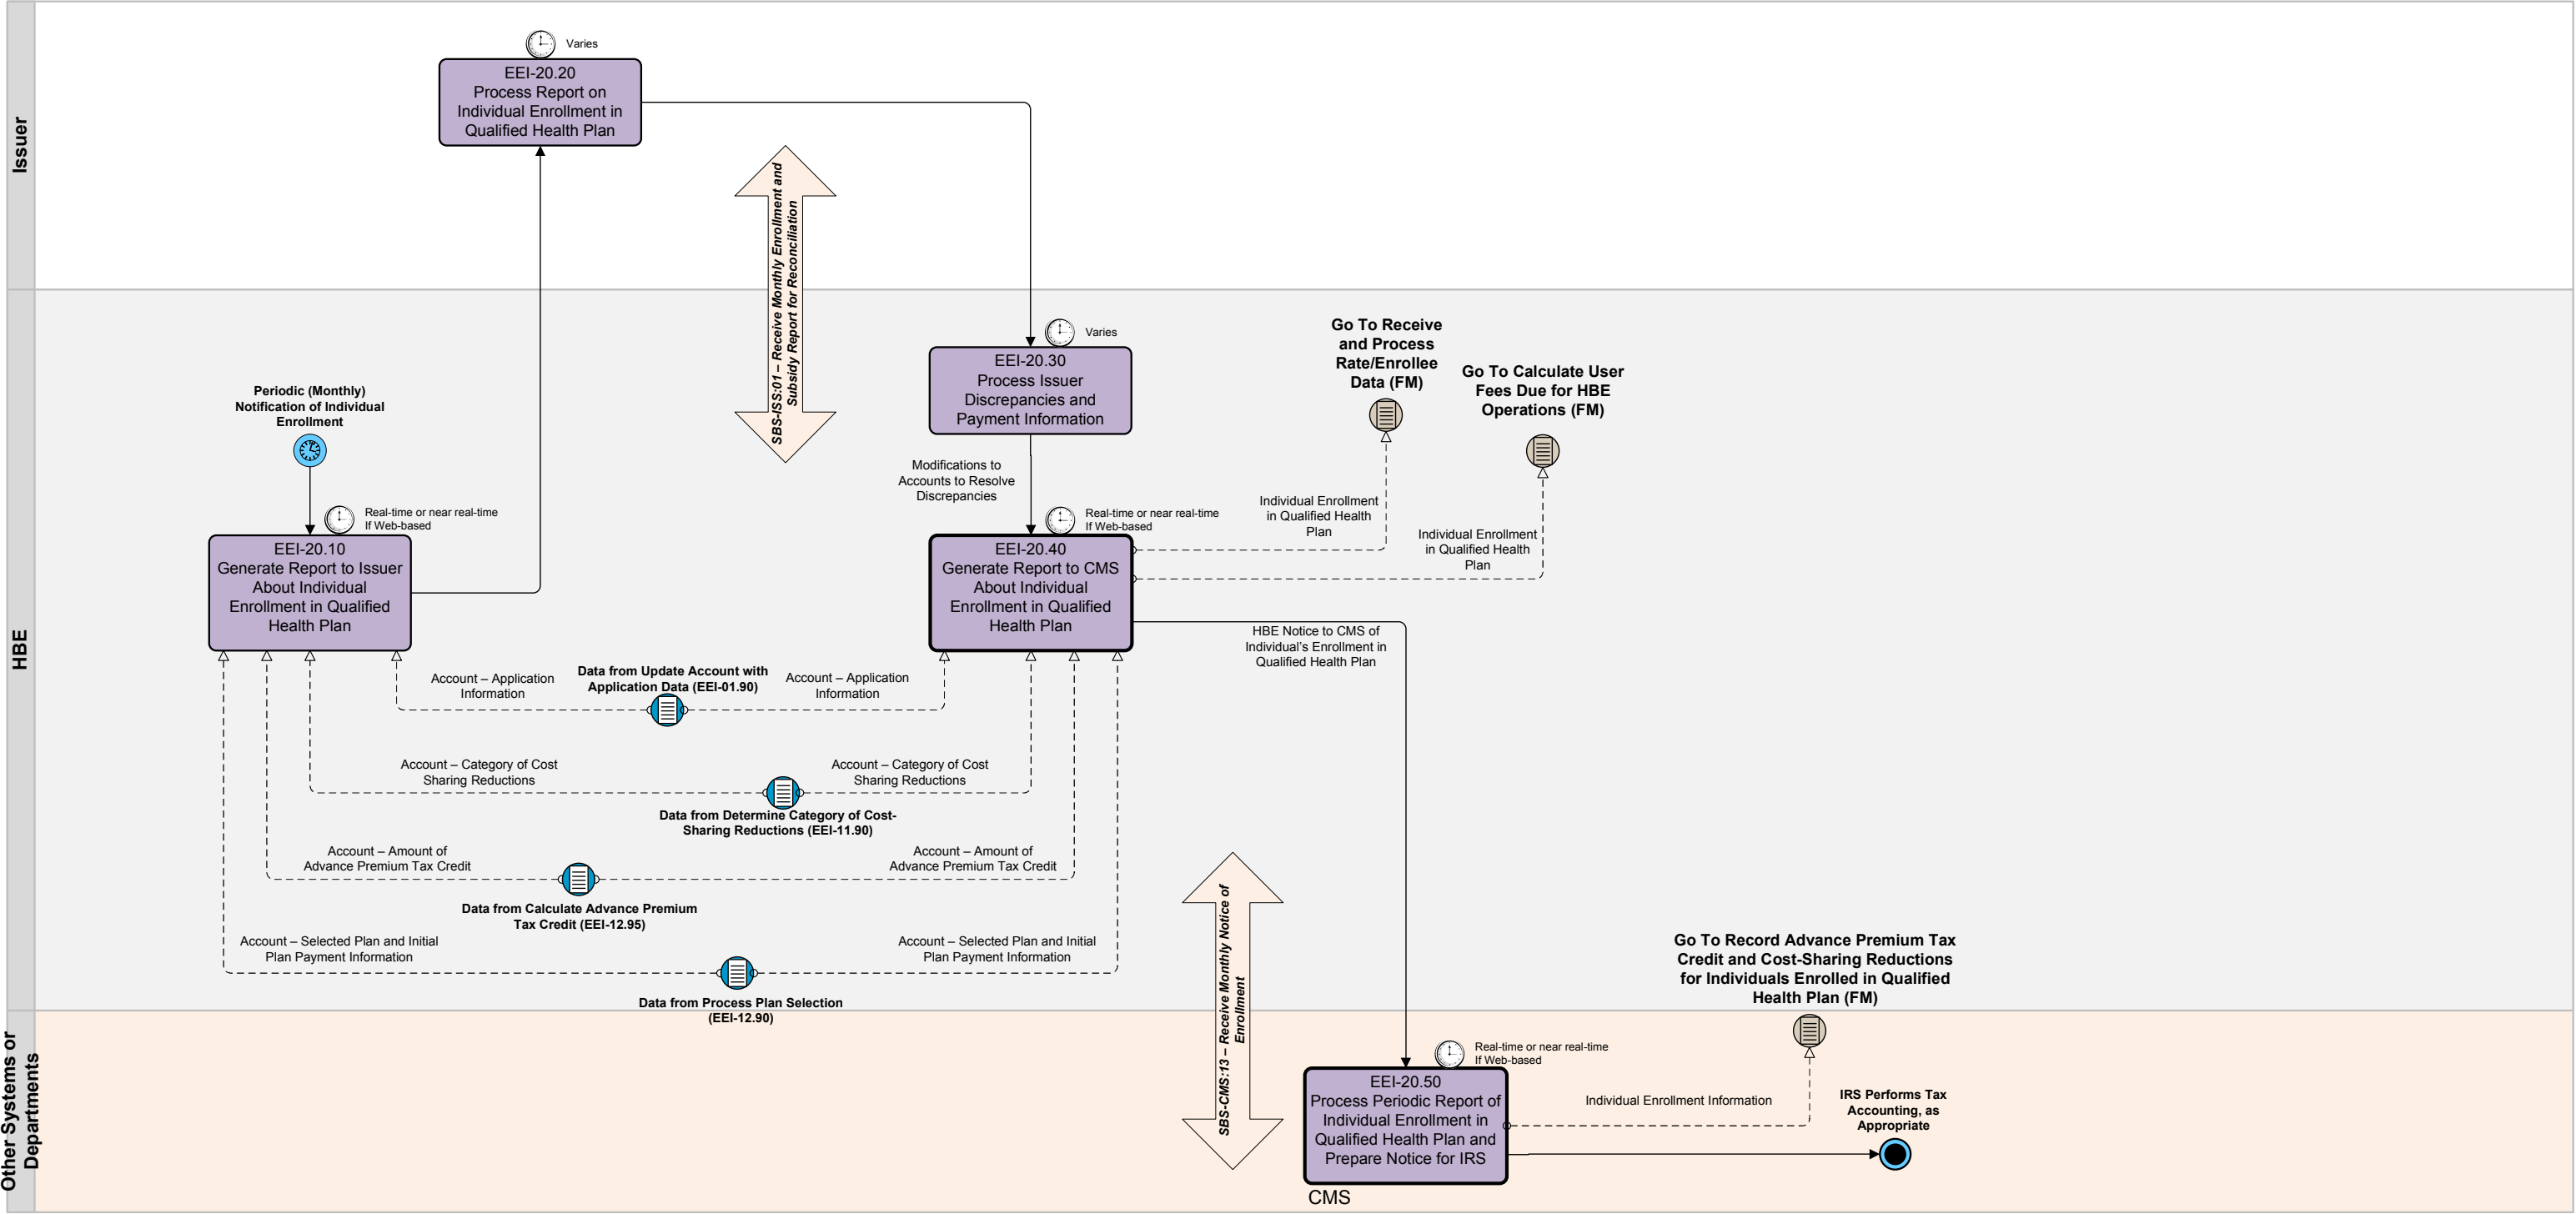 Issuer
Varies
EEI-20.20
Process Report on
Individual Enrollment in
Qualified Health Plan
SBS-ISS:01 – Receive Monthly Enrollment and
Subsidy Report for Reconciliation
HBE
Periodic (Monthly)
Notification of Individual
Enrollment
Real-time or near real-time
If Web-based
EEI-20.10
Generate Report to Issuer
About Individual
Enrollment in Qualified
Health Plan
Varies
EEI-20.30
Process Issuer
Discrepancies and
Payment Information
Modifications to
Accounts to Resolve
Discrepancies
Real-time or near real-time
If Web-based
EEI-20.40
Generate Report to CMS
About Individual
Enrollment in Qualified
Health Plan
Go To Receive
and Process
Rate/Enrollee
Data (FM)
Go To Calculate User
Fees Due for HBE
Operations (FM)
Individual Enrollment
in Qualified Health
Plan
Individual Enrollment
in Qualified Health
Plan
HBE Notice to CMS of
Individual's Enrollment in
Qualified Health Plan
Account – Application
Information
Data from Update Account with
Application Data (EEI-01.90)
Account – Application
Information
Account – Category of Cost
Sharing Reductions
Account – Category of Cost
Sharing Reductions
Data from Determine Category of Cost-
Sharing Reductions (EEI-11.90)
Account – Amount of
Advance Premium Tax Credit
Account – Amount of
Advance Premium Tax Credit
Data from Calculate Advance Premium
Tax Credit (EEI-12.95)
Account – Selected Plan and Initial
Plan Payment Information
Account – Selected Plan and Initial
Plan Payment Information
Data from Process Plan Selection
(EEI-12.90)
SBS-CMS:13 – Receive Monthly Notice of
Enrollment
Go To Record Advance Premium Tax
Credit and Cost-Sharing Reductions
for Individuals Enrolled in Qualified
Health Plan (FM)
Other Systems or
Departments
Real-time or near real-time
If Web-based
EEI-20.50
Process Periodic Report of
Individual Enrollment in
Qualified Health Plan and
Prepare Notice for IRS
CMS
Individual Enrollment Information
IRS Performs Tax
Accounting, as
Appropriate